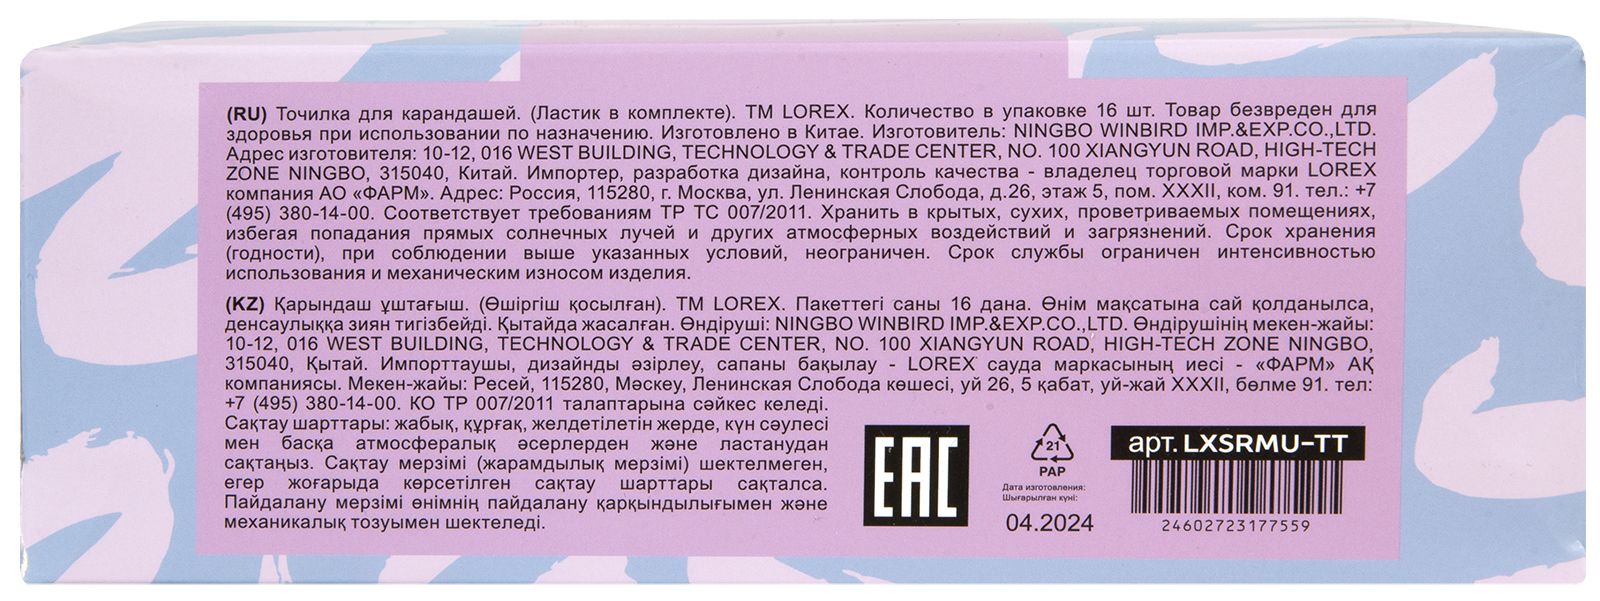 (RU) Точилка для карандашей. (Ластик в комплекте). ТМ LOREX. Количество в упаковке 16 шт. Товар безвреден для
здоровья при использовании по назначению. Изготовлено в Китае. Изготовитель: NINGBO WINBIRD IMP.&EXP.CO.,LTD.
Адрес изготовителя: 10-12, 016 WEST BUILDING, TECHNOLOGY & TRADE CENTER, NO. 100 XIANGYUN ROAD, HIGH-TECH
ZONE NINGBO, 315040, Китай. Импортер, разработка дизайна, контроль качества - владелец торговой марки LOREX
компания АО «ФАРМ». Адрес: Россия, 115280, г. Москва, ул. Ленинская Слобода, д.26, этаж 5, пом. XXXII, ком. 91. тел.: +7
(495) 380-14-00. Соответствует требованиям ТР ТС 007/2011. Хранить в крытых, сухих, проветриваемых помещениях,
избегая попадания прямых солнечных лучей и других атмосферных воздействий и загрязнений. Срок хранения
(годности), при соблюдении выше указанных условий, неограничен. Срок службы ограничен интенсивностью
использования и механическим износом изделия.
(KZ) Қарындаш ұштағыш. (Өшіргіш қосылған). ТМ LOREX. Пакеттегі саны 16 дана. Өнім мақсатына сай қолданылса,
денсаулыққа зиян тигізбейді. Қытайда жасалған. Өндіруші: NINGBO WINBIRD IMP.&EXP.CO.,LTD. Өндірушінің мекен-жайы:
10-12, 016 WEST BUILDING, TECHNOLOGY & TRADE CENTER, NO. 100 XIANGYUN ROAD, HIGH-TECH ZONE NINGBO,
315040, Қытай. Импорттаушы, дизайнды әзірлеу, сапаны бақылау - LOREX сауда маркасының иесі - «ФАРМ» АҚ
компаниясы. Мекен-жайы: Ресей, 115280, Мәскеу, Ленинская Слобода көшесі, үй 26, 5 қабат, үй-жай XXXII, бөлме 91. тел:
+7 (495) 380-14-00. КО ТР 007/2011 талаптарына сәйкес келеді.
Сақтау шарттары: жабық, құрғақ, желдетілетін жерде, күн сәулесі
мен басқа атмосфералық әсерлерден және ластанудан
сақтаңыз. Сақтау мерзімі (жарамдылық мерзімі) шектелмеген,
егер жоғарыда көрсетілген сақтау шарттары сақталса.
Пайдалану мерзімі өнімнің пайдалану қарқындылығымен және
механикалық тозуымен шектеледі.
EAC
21
PAP
Дата изготовления:
Шығарылған күні:
04.2024
арт. LXSRMU-TT
24602723177559